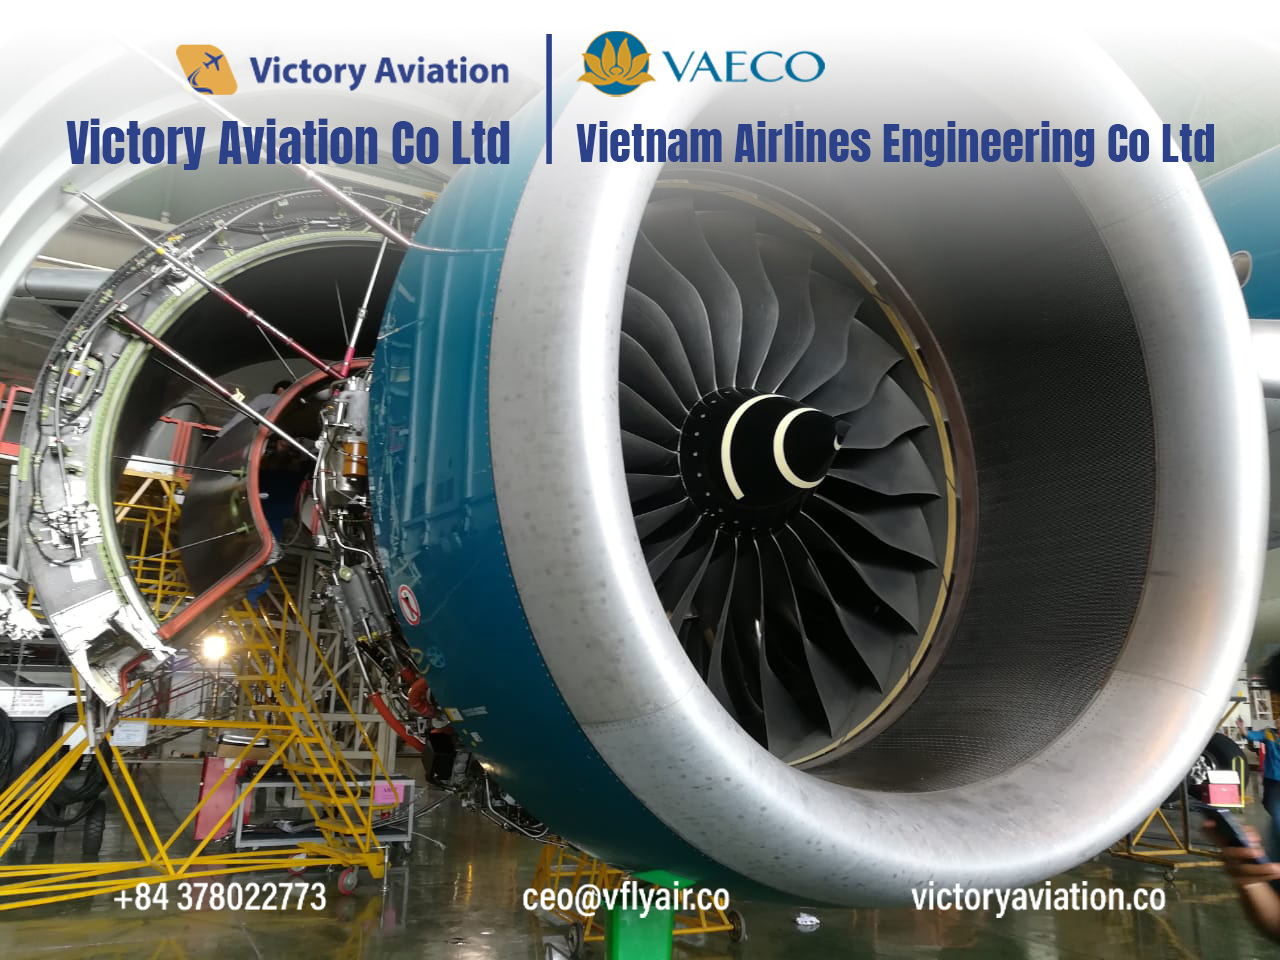 Victory Aviation
VAECO
Victory Aviation Co Ltd
Vietnam Airlines Engineering Co Ltd
+84 378022773
ceo@vflyair.co
victoryaviation.co